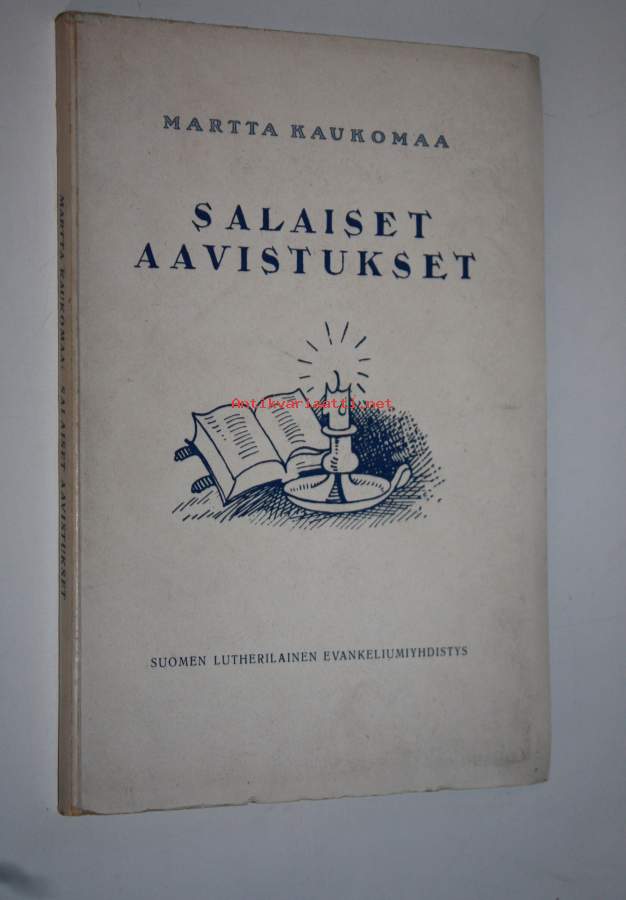 MARTTA KAUKOMAA
SALAISET
AAVISTUKSET
Antikvariaatti.net
SUOMEN LUTHERILAINEN EVANKELIUMIYHDISTYS
MARTTA KAUKOMAA: SALAISET AAVISTUKSET